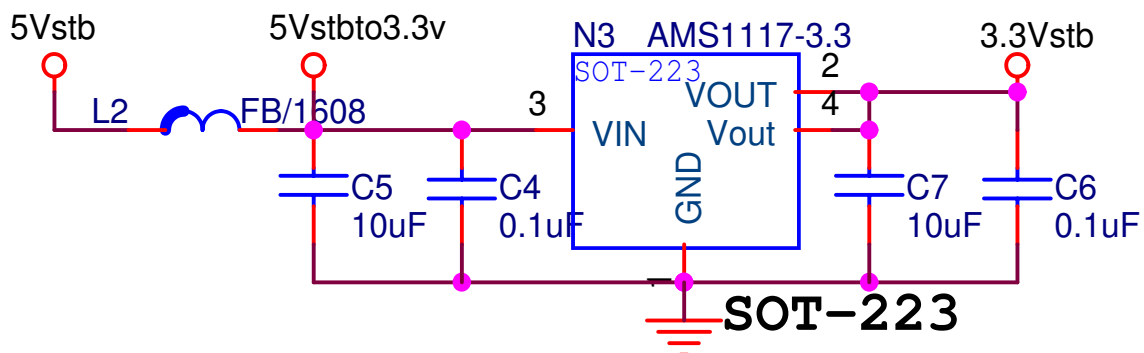 5Vstb
5Vstbto3.3v
N3 AMS1117-3.3
3.3Vstb
SOT-223
2
L2
FB/1608
3
VOUT
4
VIN
Vout
GND
C5
10uF
C4
0.1uF
C7
10uF
C6
0.1uF
1
SOT-223